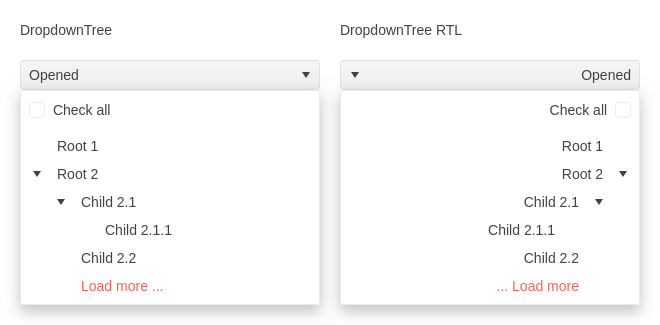 DropdownTree
Opened
Check all
Root 1
Root 2
Child 2.1
Child 2.1.1
Child 2.2
Load more ...
DropdownTree RTL
Opened
Check all
Root 1
Root 2
Child 2.1
Child 2.1.1
Child 2.2
... Load more